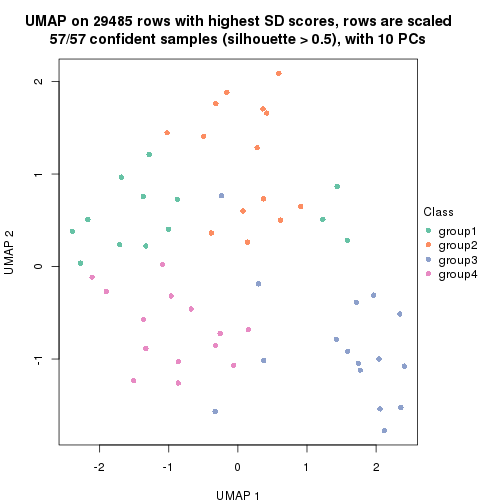 UMAP on 29485 rows with highest SD scores, rows are scaled
57/57 confident samples (silhouette > 0.5), with 10 PCs
2
1
0
-1
UMAP 2
-2
-1
0
1
2
UMAP 1
Class
group1
group2
group3
group4